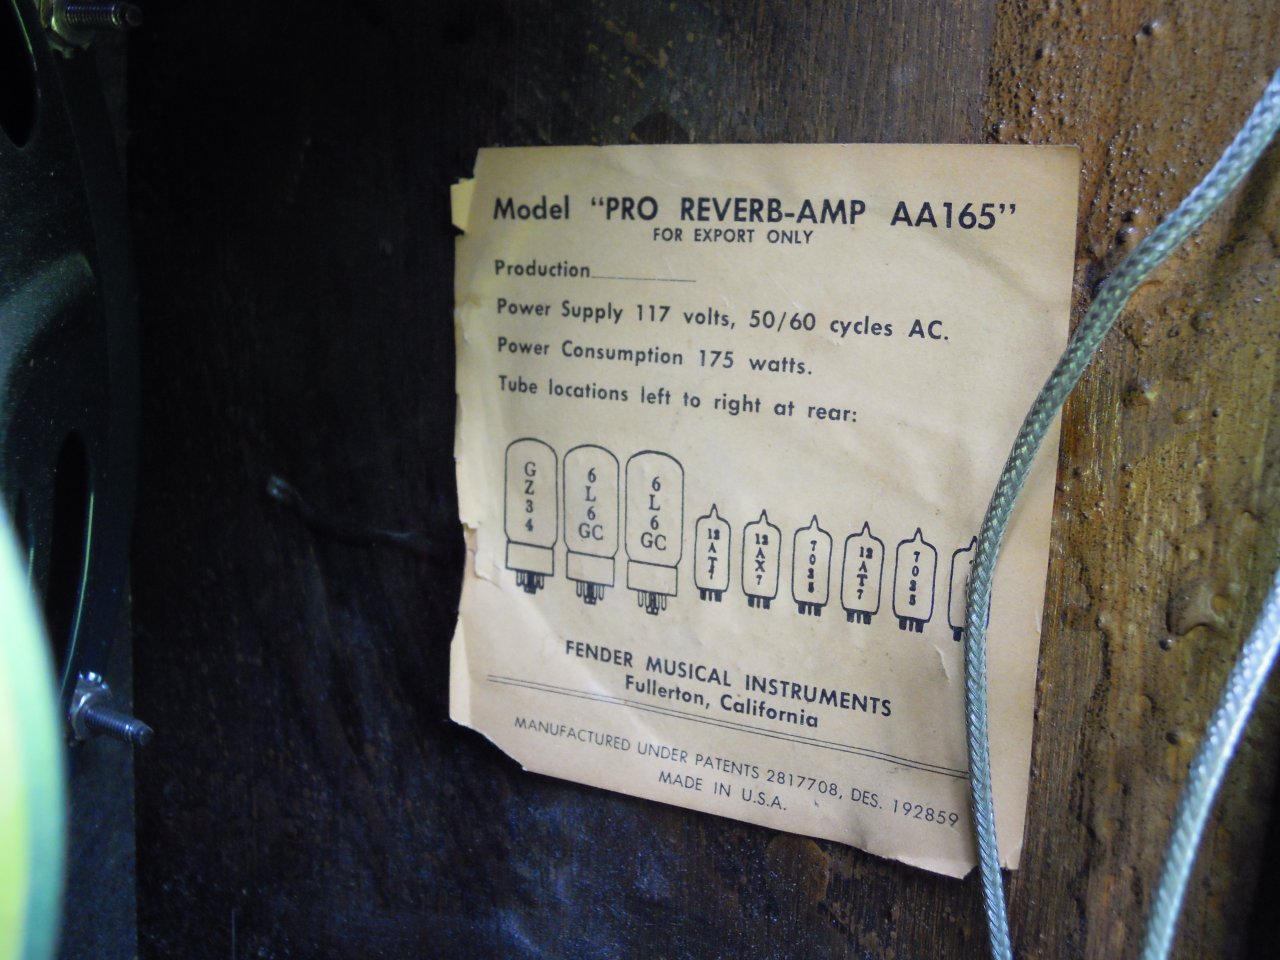 Model “PRO REVERB-AMP AA165”
FOR EXPORT ONLY
Production
Power Supply 117 volts, 50/60 cycles AC.
Power Consumption 175 watts.
Tube locations left to right at rear:
GZ34 6L6GC 6L6GC 12AT7 12AX7 7025 12AT7 7025
FENDER MUSICAL INSTRUMENTS
Fullerton, California
MANUFACTURED UNDER PATENTS 2817708, DES. 192859
MADE IN U.S.A.